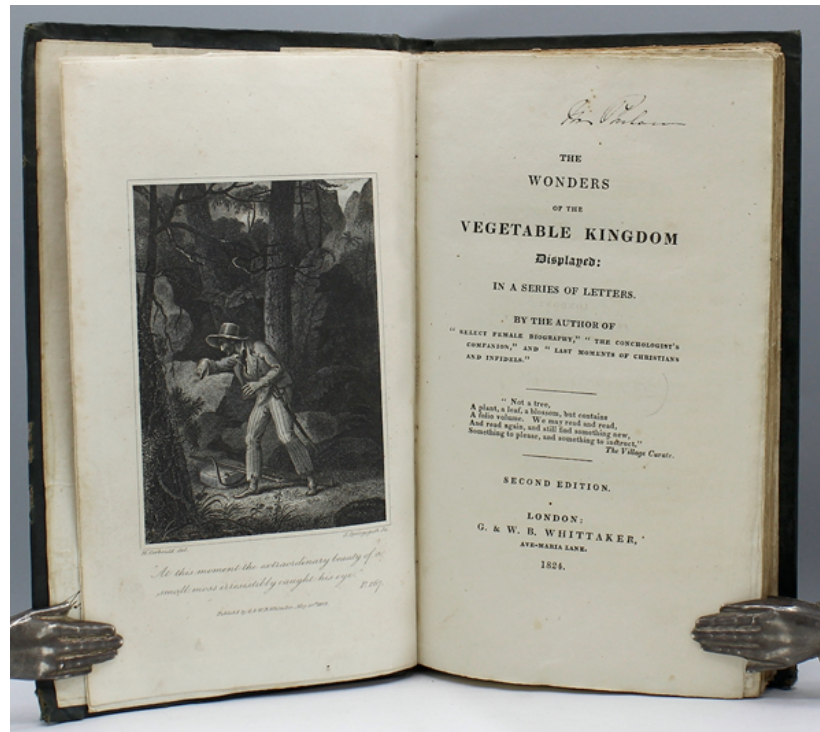 "At this moment the extraordinary beauty of a
small moss irresistibly caught his eye."
P. 167.
THE
WONDERS
OF THE
VEGETABLE KINGDOM
Displayed:
IN A SERIES OF LETTERS.
BY THE AUTHOR OF
"SELECT FEMALE BIOGRAPHY," "THE CONCHOLOGIST'S
COMPANION," AND "LAST MOMENTS OF CHRISTIANS
AND INFIDELS."
"Not a tree,
A plant, a leaf, a blossom, but contains
A folio volume. We may read and read,
And read again, and still find something new,
Something to please, and something to instruct,"
The Village Curate.
SECOND EDITION.
LONDON:
G. & W. B. WHITTAKER,
AVE-MARIA LANE.
1824.